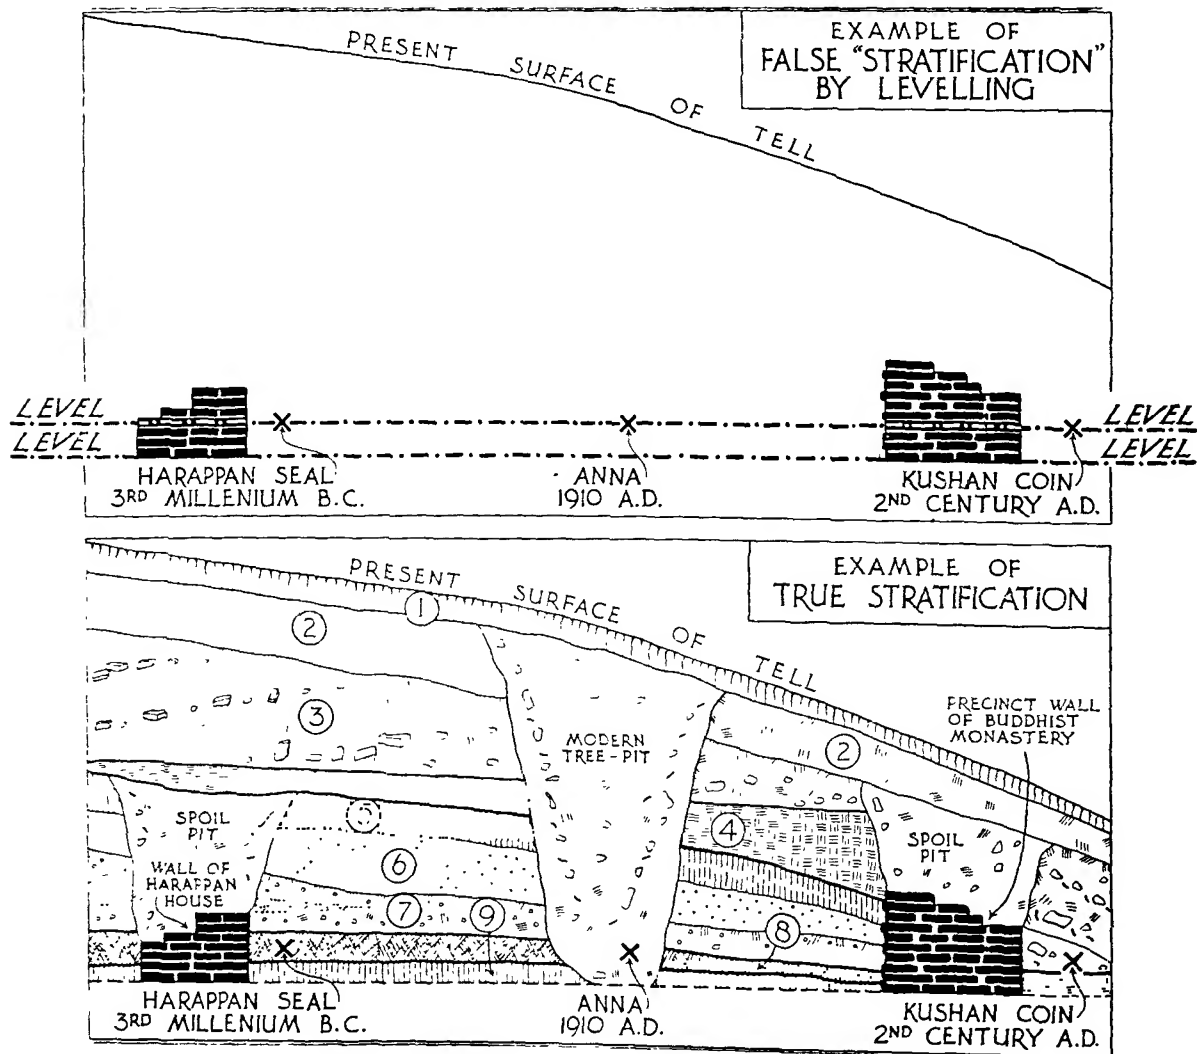 EXAMPLE OF
FALSE "STRATIFICATION"
BY LEVELLING
PRESENT SURFACE OF TELL
LEVEL
LEVEL
LEVEL
LEVEL
HARAPPAN SEAL
3RD MILLENIUM B.C.
ANNA
1910 A.D.
KUSHAN COIN
2ND CENTURY A.D.
EXAMPLE OF
TRUE STRATIFICATION
PRESENT SURFACE OF TELL
1
2
3
MODERN
TREE-PIT
PRECINCT WALL
OF BUDDHIST
MONASTERY
2
SPOIL
PIT
5
4
SPOIL
PIT
6
WALL OF
HARAPPAN
HOUSE
7
9
8
HARAPPAN SEAL
3RD MILLENIUM B.C.
ANNA
1910 A.D.
KUSHAN COIN
2ND CENTURY A.D.